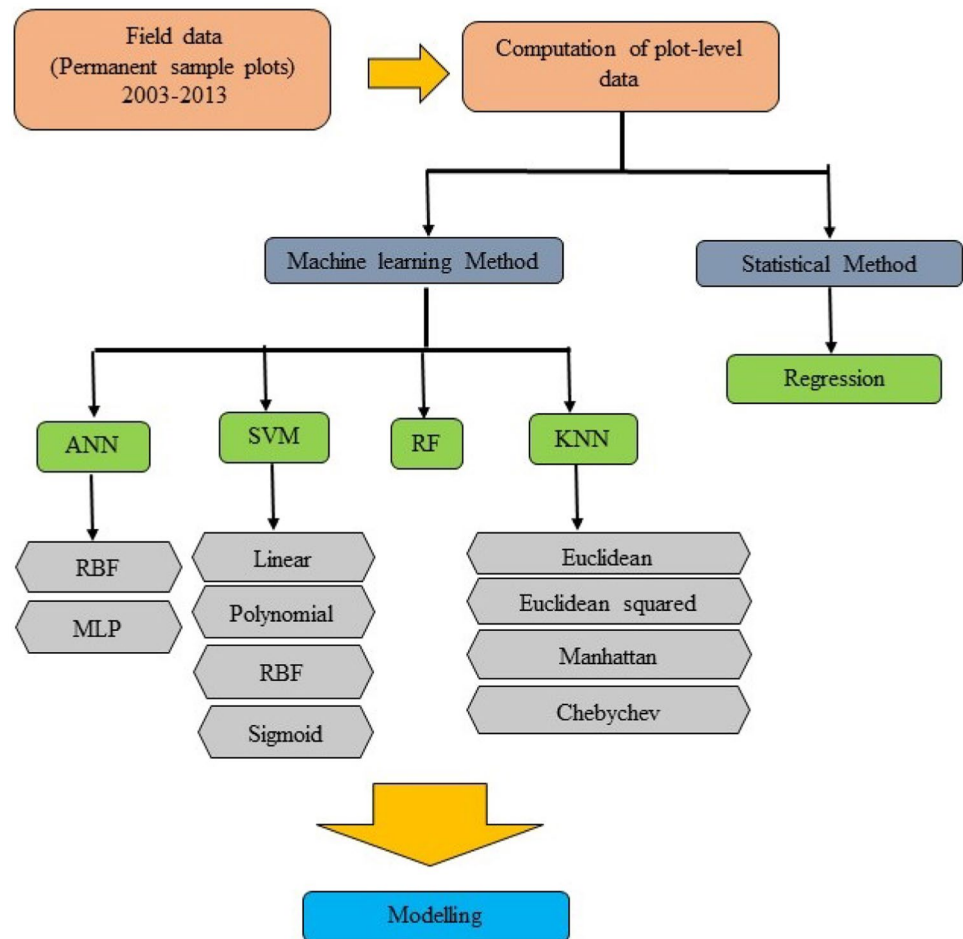 Field data
(Permanent sample plots)
2003-2013
Computation of plot-level
data
Machine learning Method
Statistical Method
Regression
ANN
SVM
RF
KNN
RBF
MLP
Linear
Polynomial
RBF
Sigmoid
Euclidean
Euclidean squared
Manhattan
Chebychev
Modelling